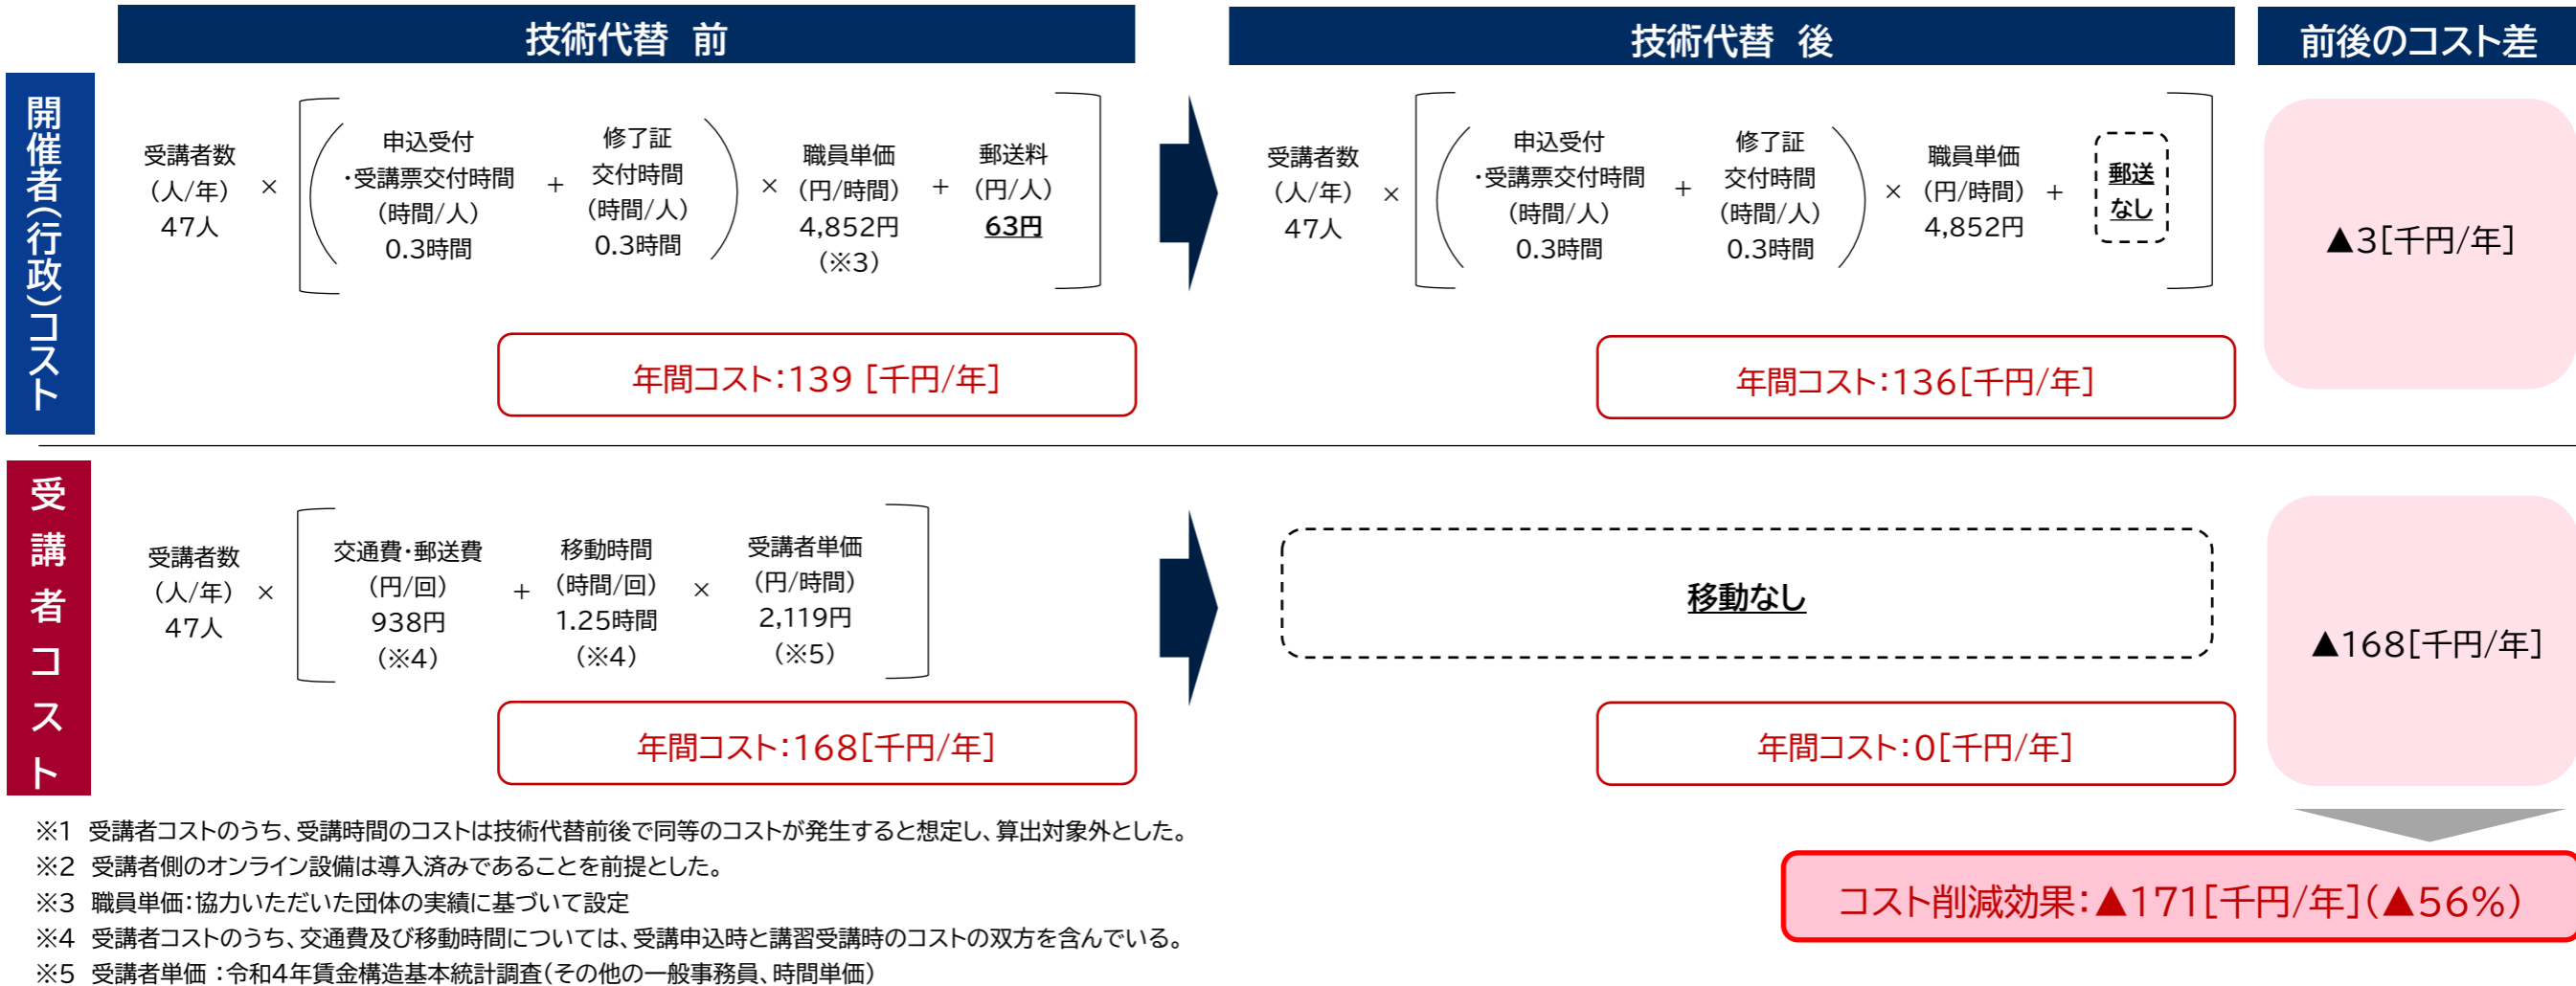 技術代替 前
技術代替 後
前後のコスト差
開催者(行政)コスト
受講者数
(人/年)
47人
×
申込受付
・受講票交付時間
(時間/人)
0.3時間
+
修了証
交付時間
(時間/人)
0.3時間
×
職員単価
(円/時間)
4,852円
(※3)
+
郵送料
(円/人)
63円
年間コスト:139 [千円/年]
受講者数
(人/年)
47人
×
申込受付
・受講票交付時間
(時間/人)
0.3時間
+
修了証
交付時間
(時間/人)
0.3時間
×
職員単価
(円/時間)
4,852円
+
郵送
なし
年間コスト:136[千円/年]
▲3[千円/年]
受講者コスト
受講者数
(人/年)
47人
×
交通費・郵送費
(円/回)
938円
(※4)
+
移動時間
(時間/回)
1.25時間
(※4)
×
受講者単価
(円/時間)
2,119円
(※5)
年間コスト:168[千円/年]
移動なし
年間コスト:0[千円/年]
▲168[千円/年]
※1 受講者コストのうち、受講時間のコストは技術代替前後で同等のコストが発生すると想定し、算出対象外とした。
※2 受講者側のオンライン設備は導入済みであることを前提とした。
※3 職員単価:協力いただいた団体の実績に基づいて設定
※4 受講者コストのうち、交通費及び移動時間については、受講申込時と講習受講時のコストの双方を含んでいる。
※5 受講者単価 :令和4年賃金構造基本統計調査(その他の一般事務員、時間単価)
コスト削減効果:▲171[千円/年](▲56%)